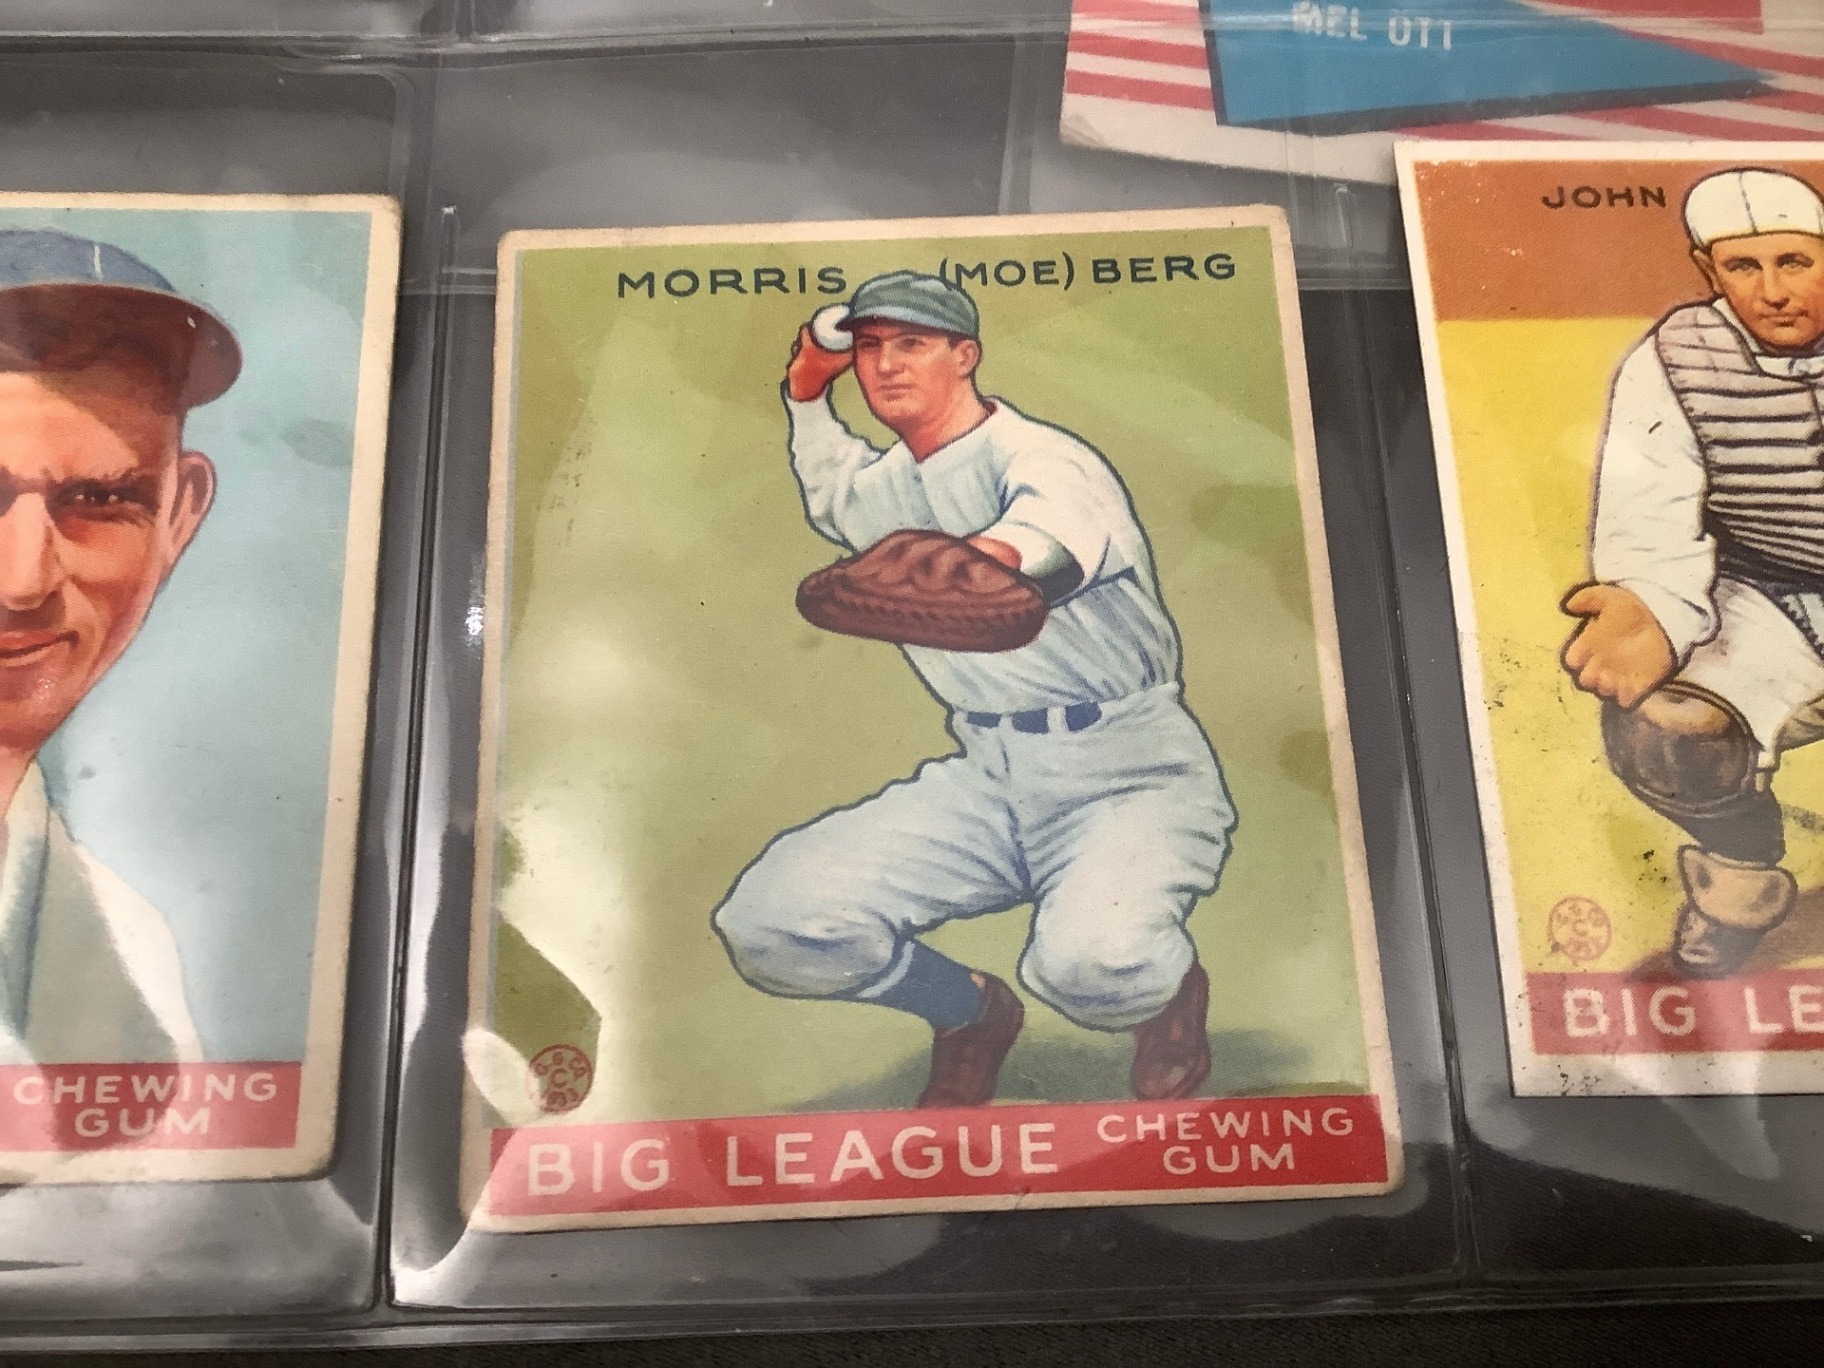 MEL OTT
MORRIS (MOE) BERG
JOHN
CHEWING
GUM
BIG LEAGUE CHEWING
GUM
BIG LE